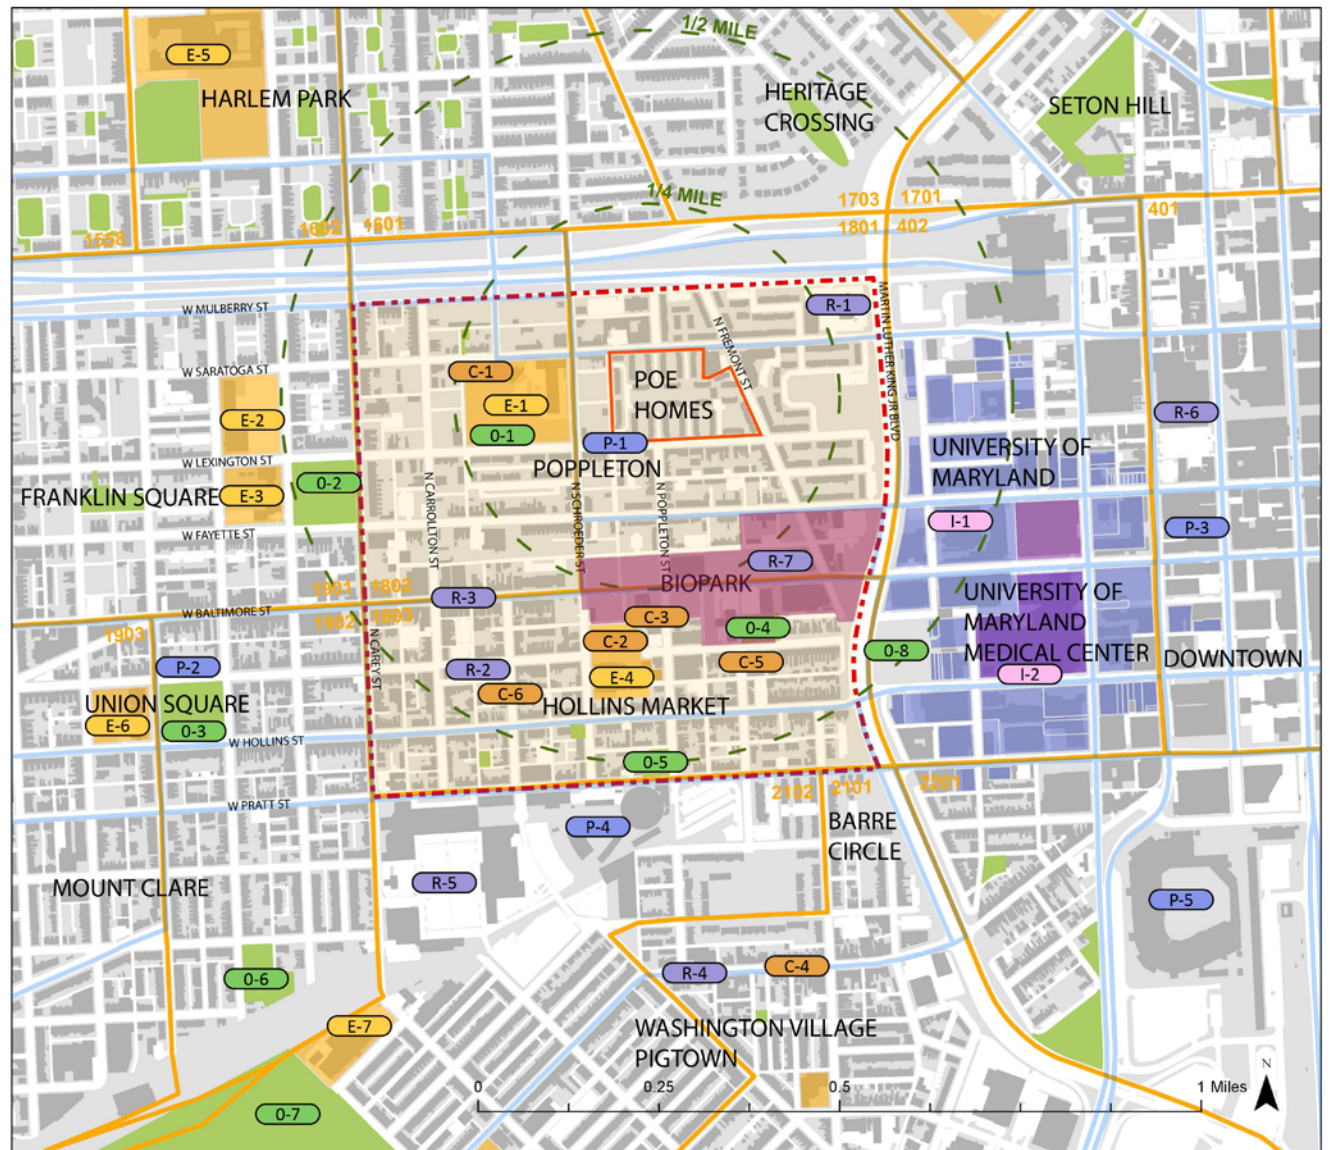 1/2 MILE
E-5
HARLEM PARK
HERITAGE
CROSSING
SETON HILL
1/4 MILE
1703
1701
401
1602
1601
1558
1801
402
W MULBERRY ST
R-1
N FREMONT ST
MARTIN LUTHER KING JR BLVD
W SARATOGA ST
C-1
POE
HOMES
E-1
E-2
R-6
0-1
P-1
UNIVERSITY OF
MARYLAND
W LEXINGTON ST
POPPLETON
0-2
FRANKLIN SQUARE
E-3
N CARROLLTON ST
N SCHROEDER ST
N POPPLETON ST
I-1
P-3
W FAYETTE ST
R-7
BIOPARK
1901
1802
R-3
UNIVERSITY OF
MARYLAND
MEDICAL CENTER
W BALTIMORE ST
1902
1803
C-3
1903
0-4
C-2
N CAREY ST
0-8
DOWNTOWN
P-2
R-2
C-5
E-4
I-2
C-6
UNION SQUARE
HOLLINS MARKET
E-6
0-3
W HOLLINS ST
0-5
2102
2101
2201
W PRATT ST
BARRE
CIRCLE
P-4
MOUNT CLARE
R-5
P-5
0-6
R-4
C-4
E-7
WASHINGTON VILLAGE
PIGTOWN
0
0.25
0.5
1 Miles
N
0-7